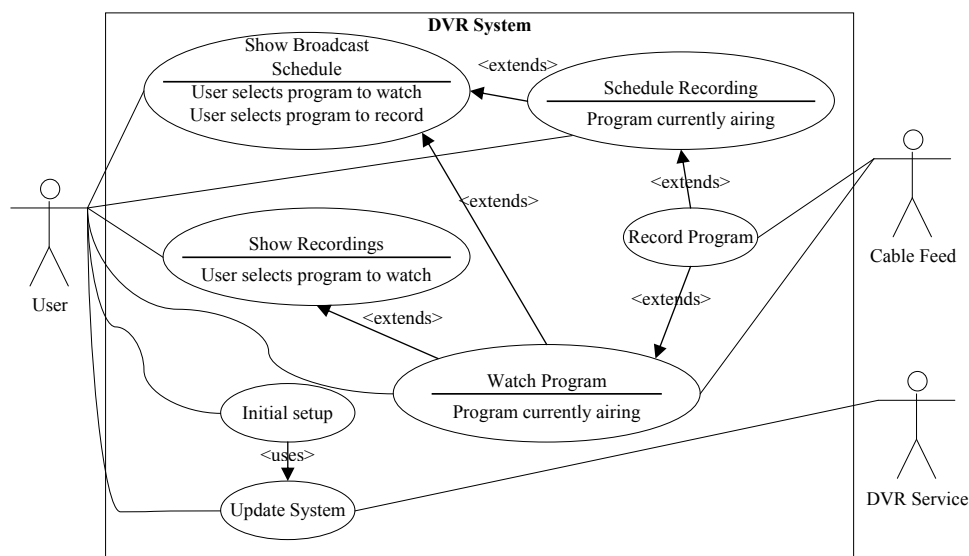 DVR System
Show Broadcast
Schedule
User selects program to watch
User selects program to record
<extends>
Schedule Recording
Program currently airing
<extends>
<extends>
Record Program
Cable Feed
Show Recordings
User selects program to watch
User
<extends>
<extends>
Watch Program
Program currently airing
Initial setup
<uses>
Update System
DVR Service